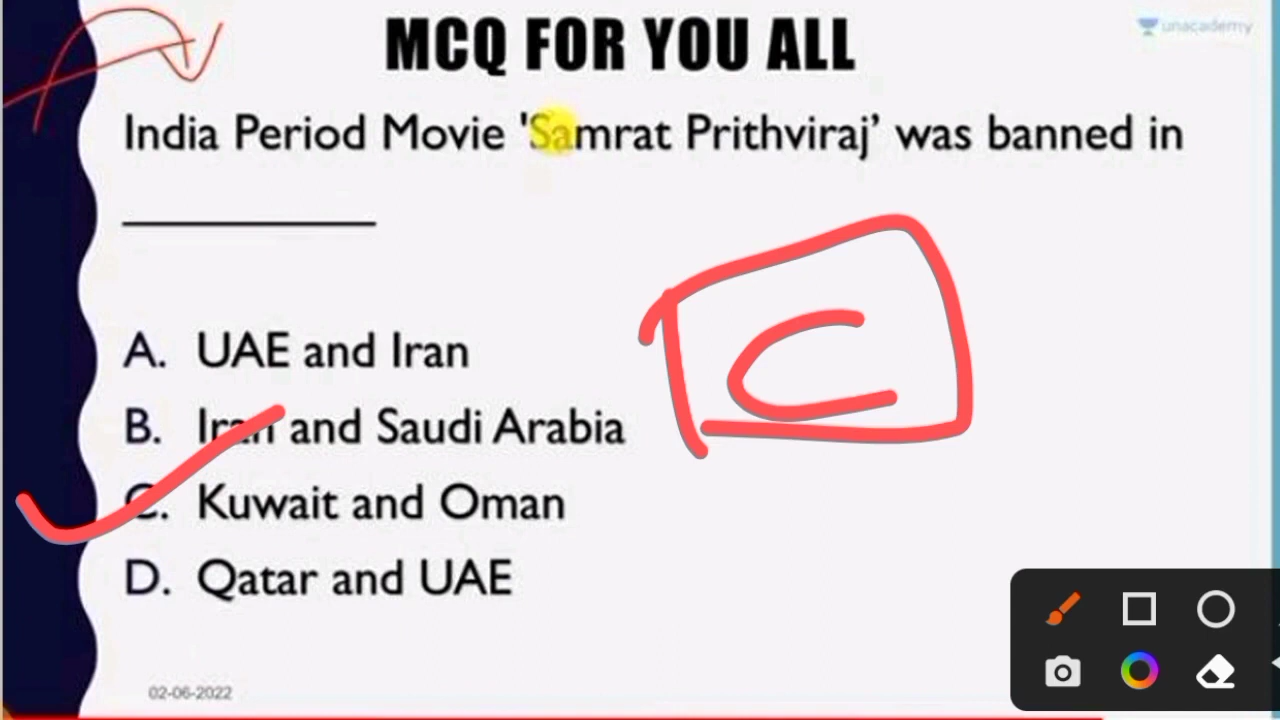 MCQ FOR YOU ALL
unacademy
India Period Movie 'Samrat Prithviraj’ was banned in
A. UAE and Iran
C
B. Iran and Saudi Arabia
C. Kuwait and Oman
D. Qatar and UAE
02-06-2022